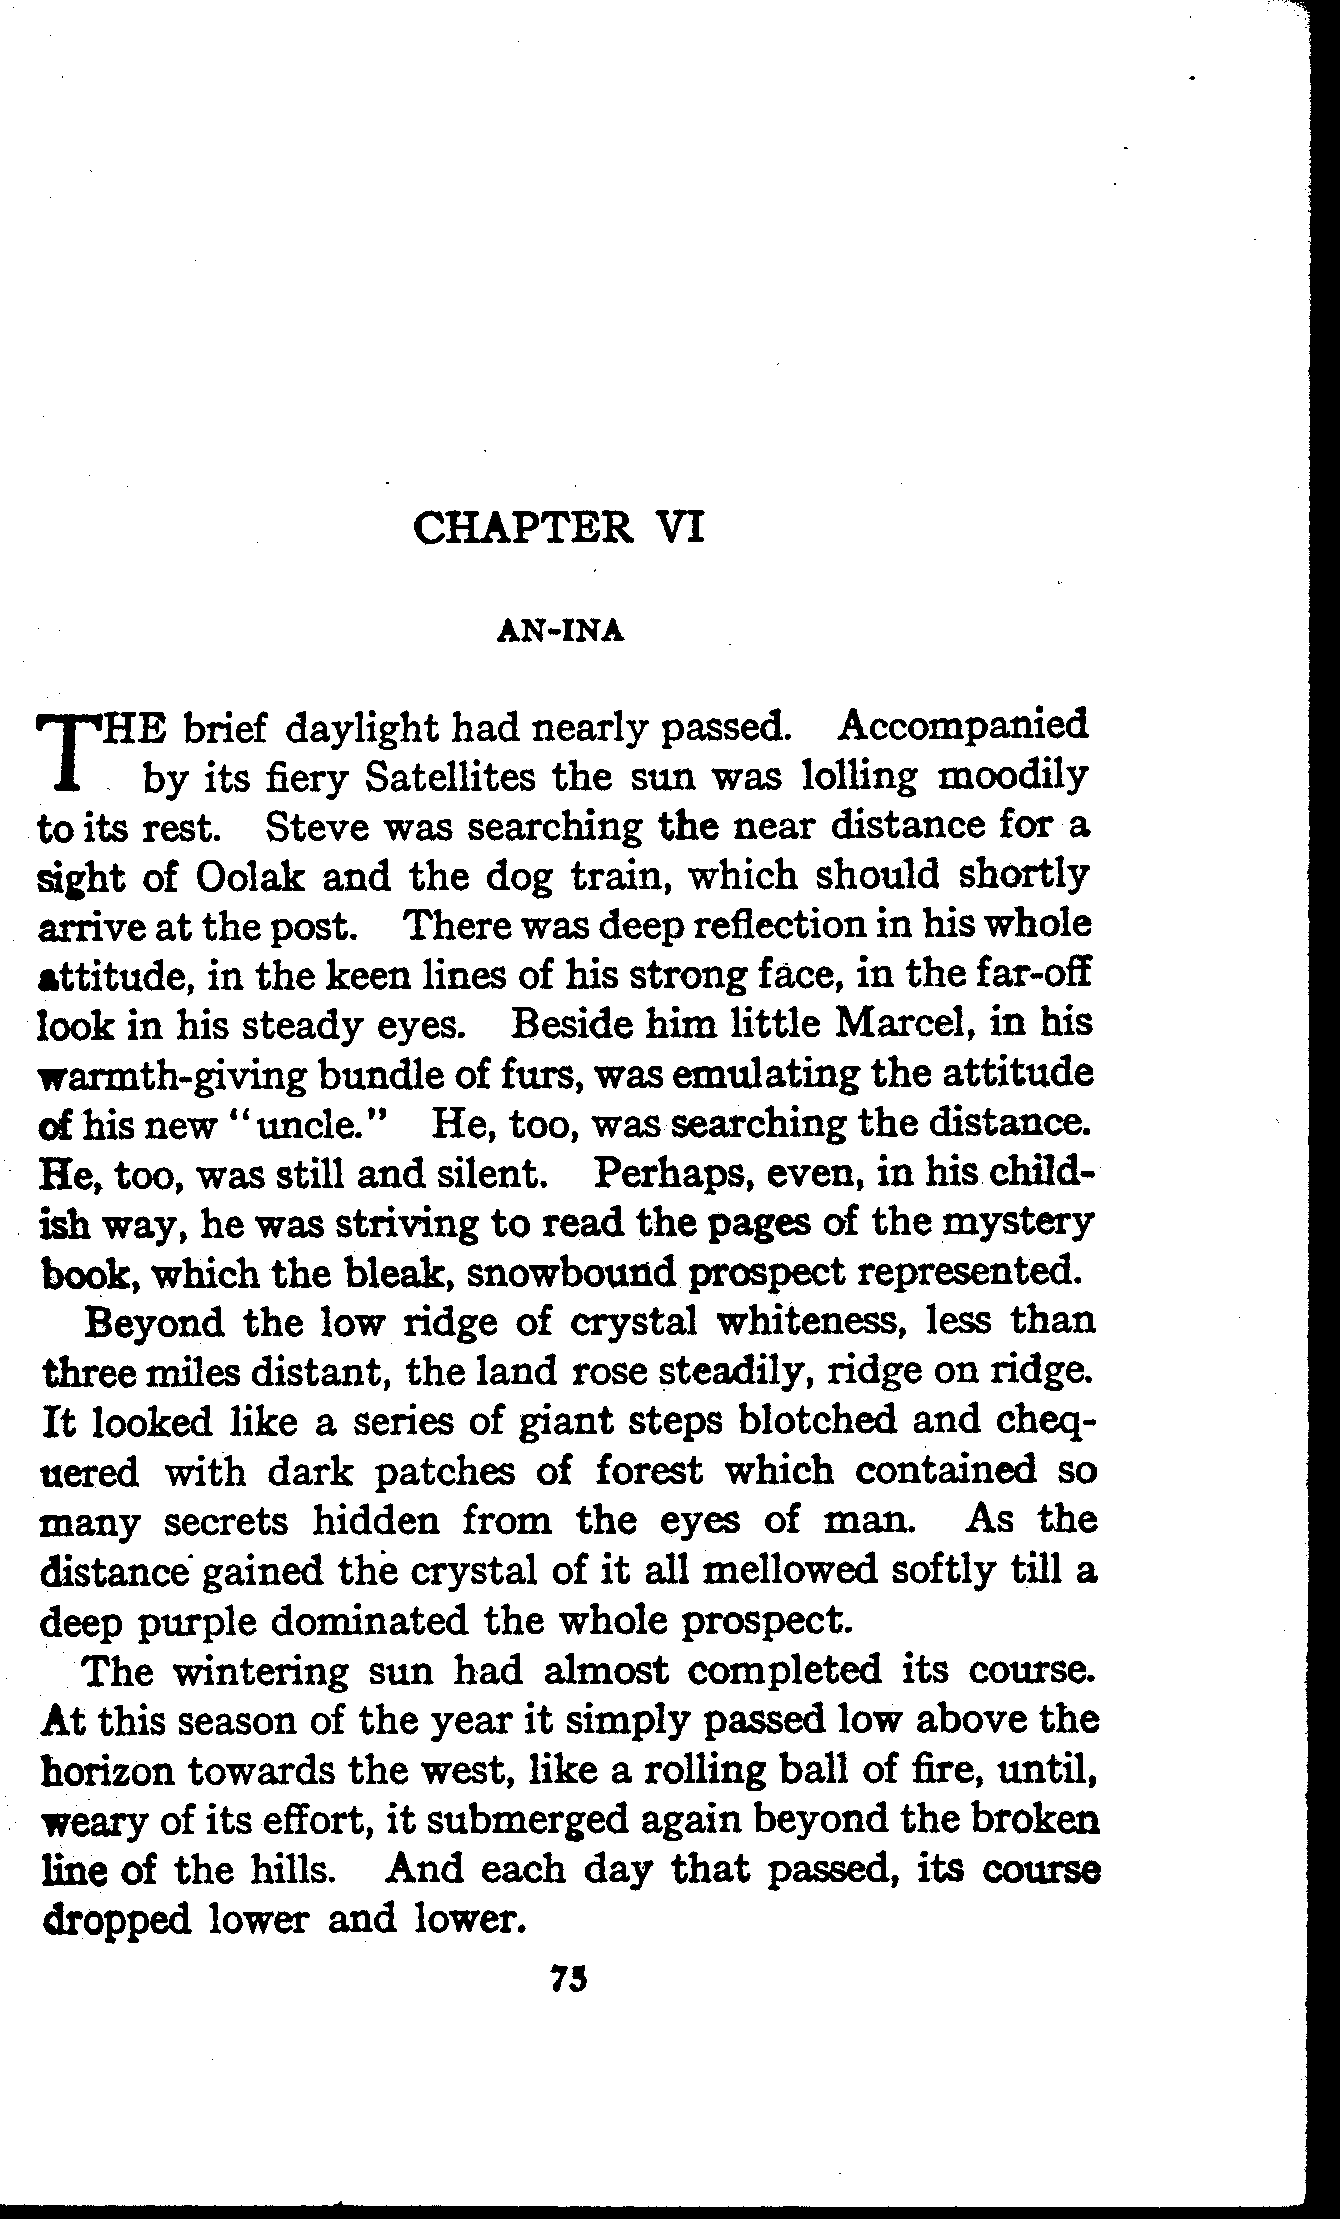 CHAPTER VI
AN-INA
THE brief daylight had nearly passed. Accompanied
by its fiery Satellites the sun was lolling moodily
to its rest. Steve was searching the near distance for a
sight of Oolak and the dog train, which should shortly
arrive at the post. There was deep reflection in his whole
attitude, in the keen lines of his strong face, in the far-off
look in his steady eyes. Beside him little Marcel, in his
warmth-giving bundle of furs, was emulating the attitude
of his new "uncle." He, too, was searching the distance.
He, too, was still and silent. Perhaps, even, in his child-
ish way, he was striving to read the pages of the mystery
book, which the bleak, snowbound prospect represented.
Beyond the low ridge of crystal whiteness, less than
three miles distant, the land rose steadily, ridge on ridge.
It looked like a series of giant steps blotched and cheq-
uered with dark patches of forest which contained so
many secrets hidden from the eyes of man. As the
distance gained the crystal of it all mellowed softly till a
deep purple dominated the whole prospect.
The wintering sun had almost completed its course.
At this season of the year it simply passed low above the
horizon towards the west, like a rolling ball of fire, until,
weary of its effort, it submerged again beyond the broken
line of the hills. And each day that passed, its course
dropped lower and lower.
75